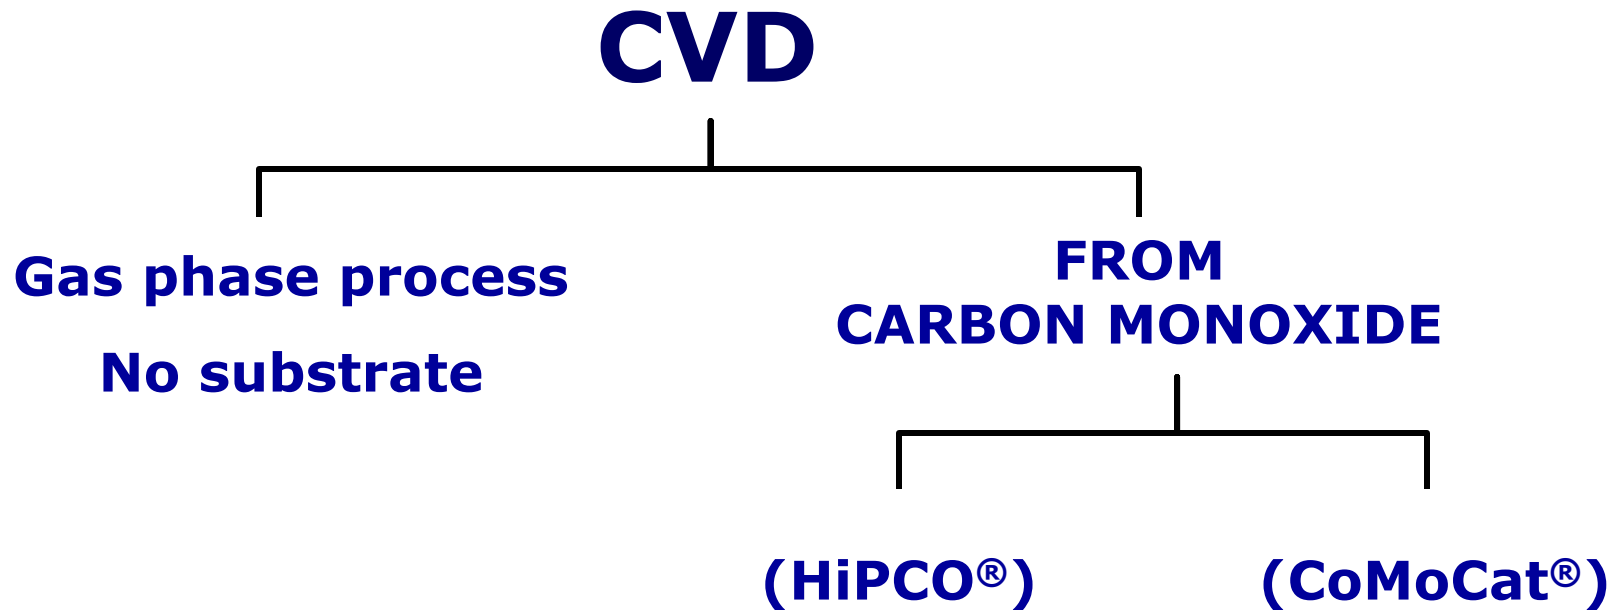 CVD
Gas phase process
No substrate
FROM
CARBON MONOXIDE
(HiPCO®)
(CoMoCat®)